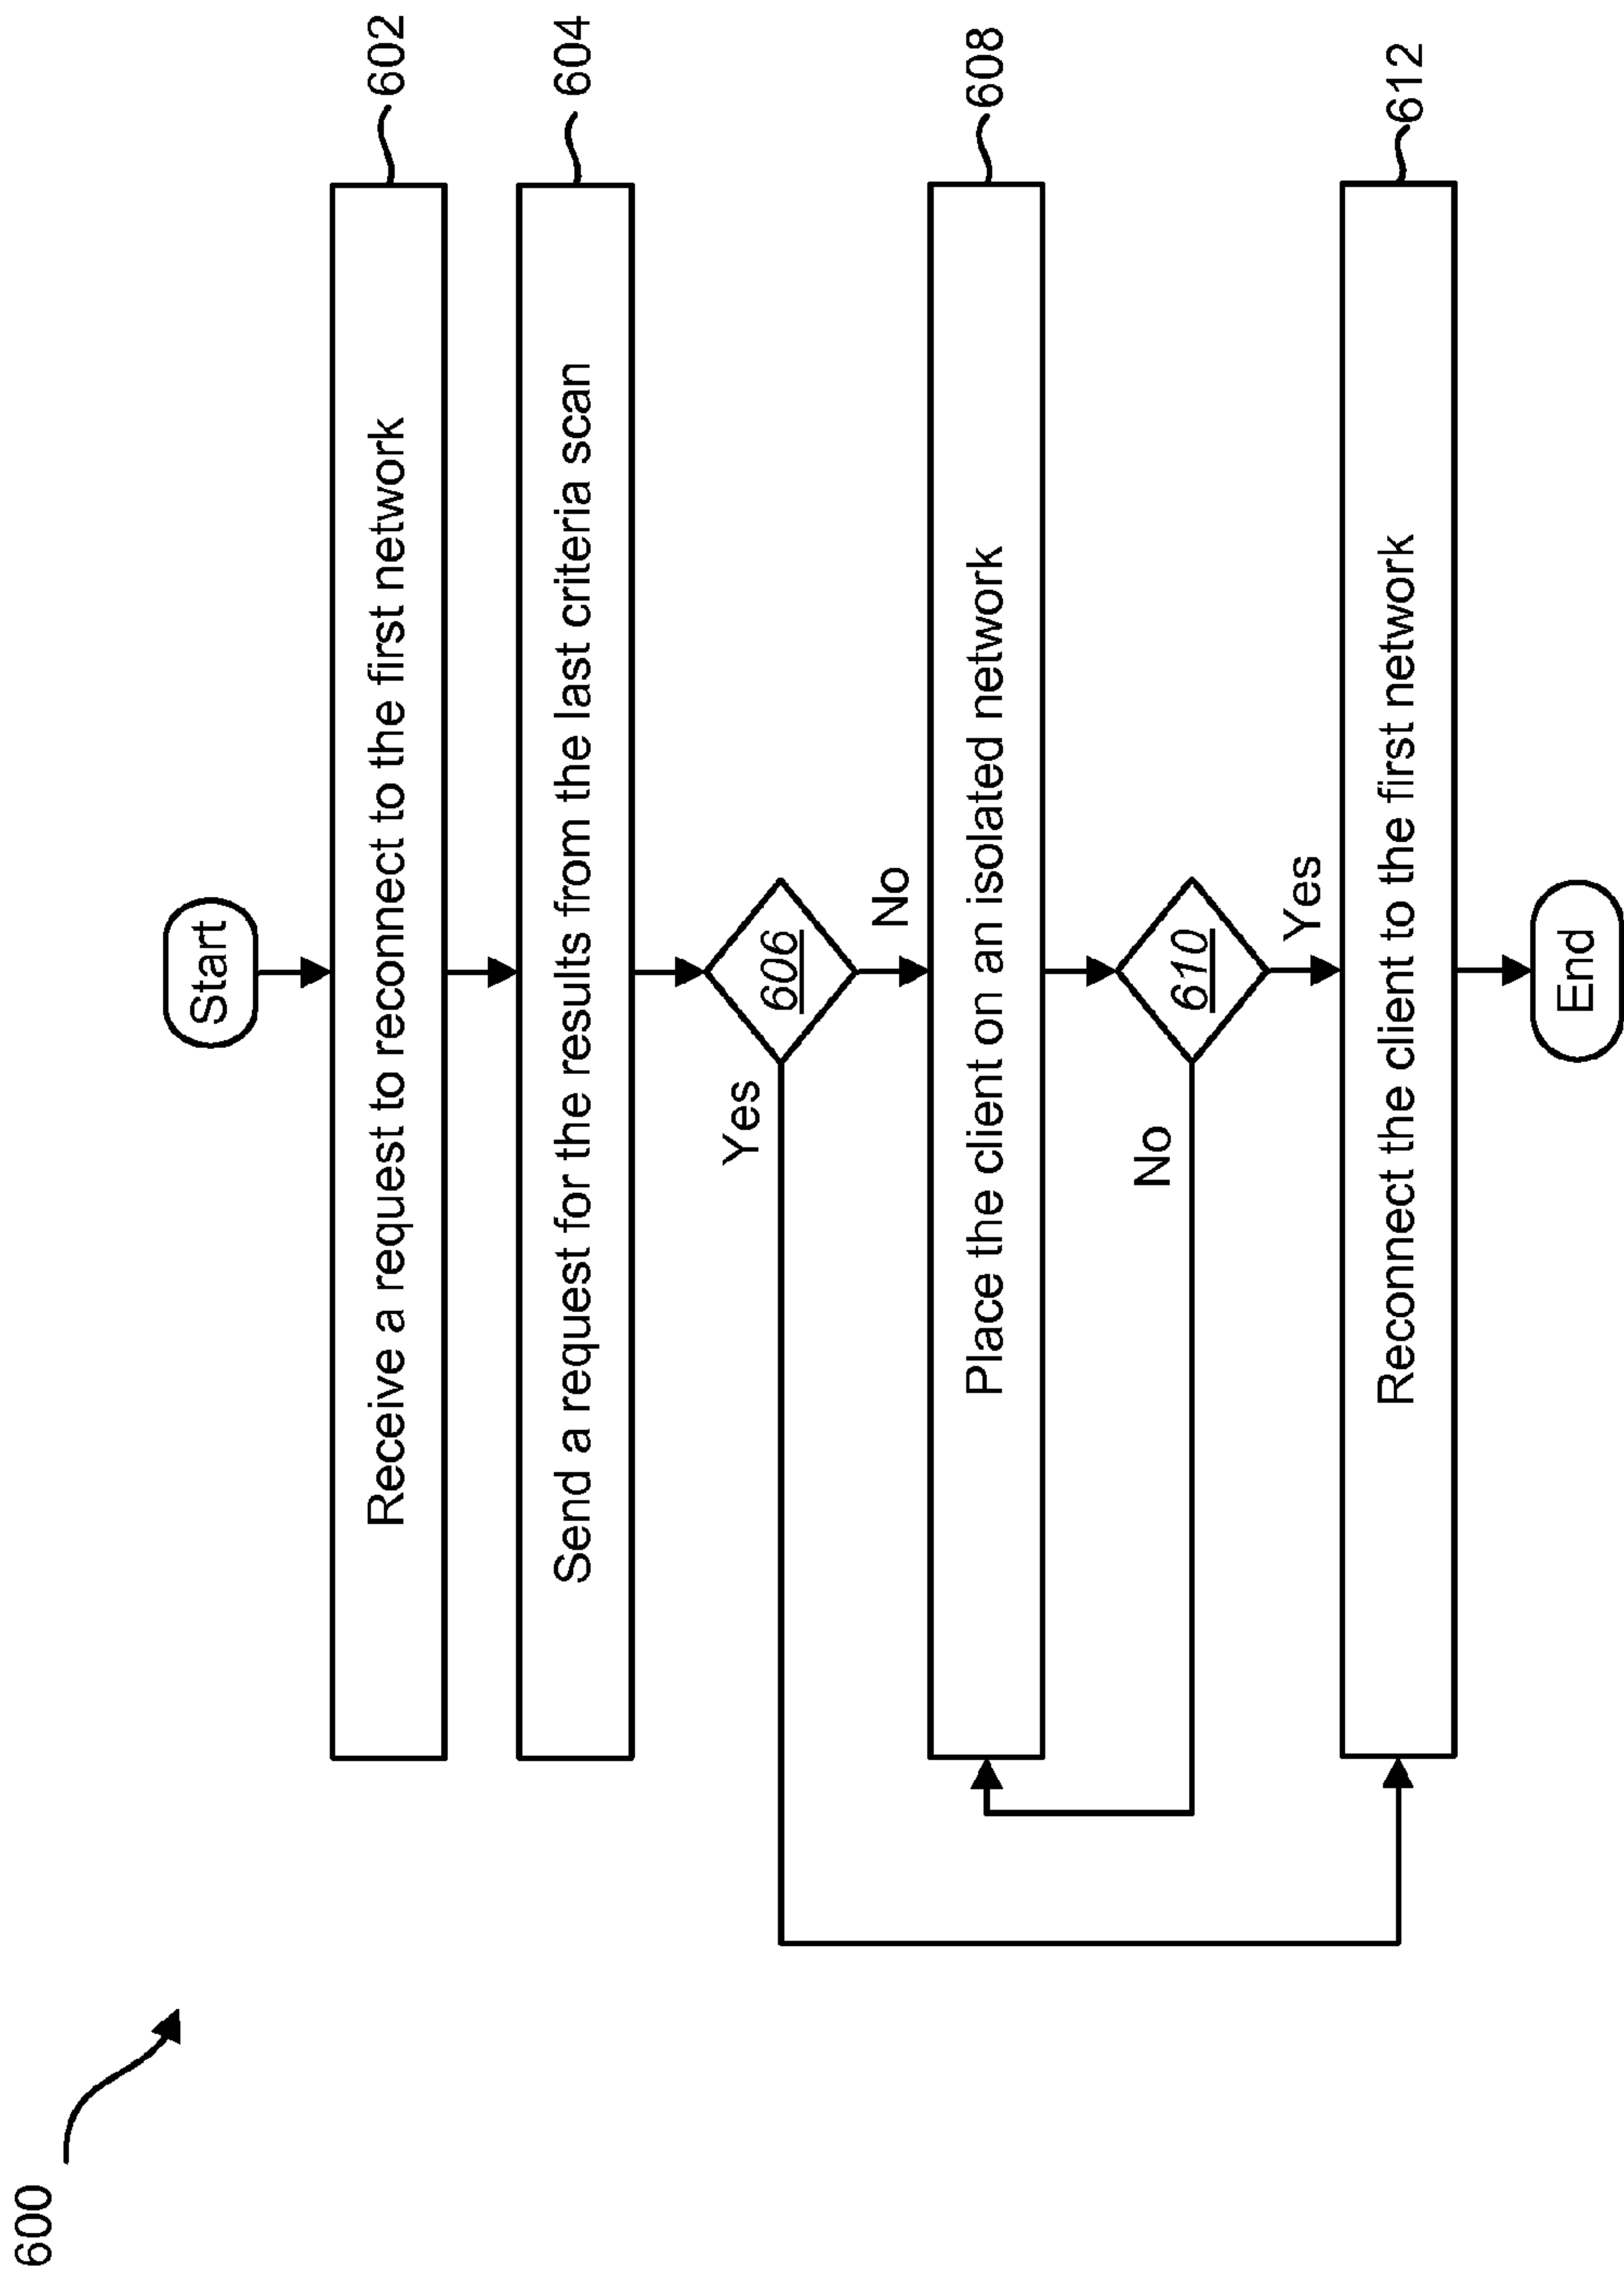 600
Start
Receive a request to reconnect to the first network
602
Send a request for the results from the last criteria scan
604
606
Yes
No
Place the client on an isolated network
608
610
No
Yes
Reconnect the client to the first network
612
End